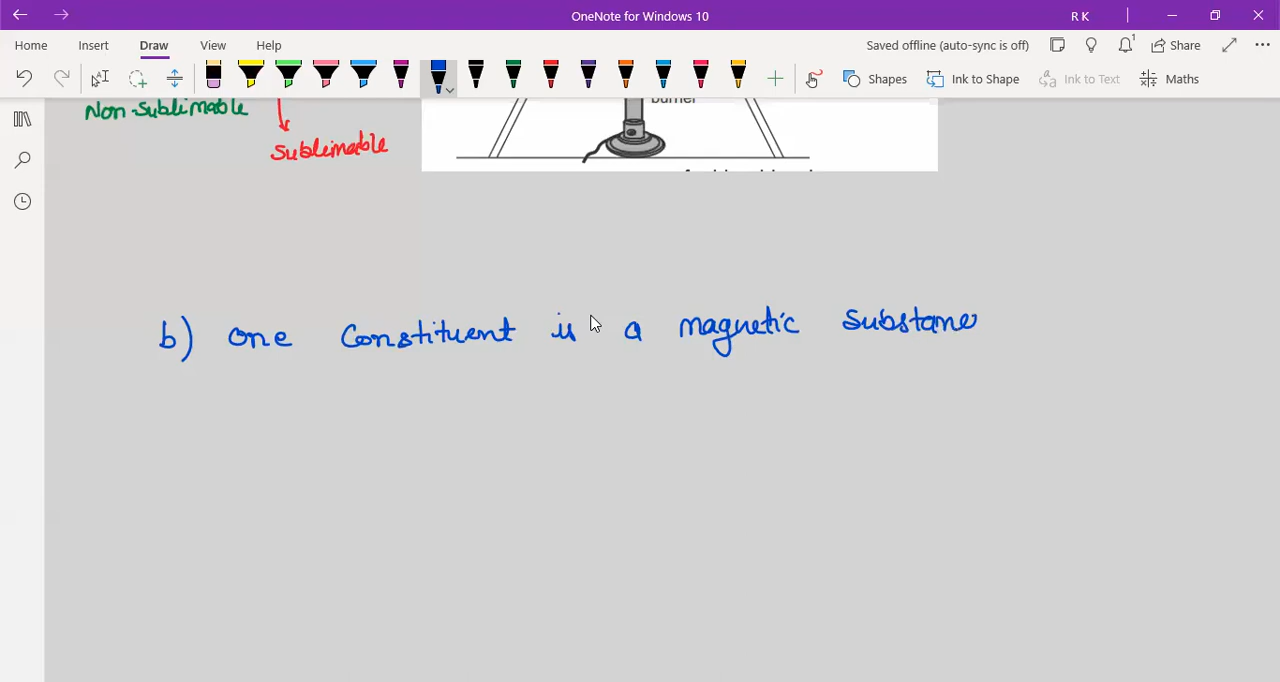 OneNote for Windows 10
R K
Home Insert Draw View Help
Saved offline (auto-sync is off)
1
Share
Shapes
Ink to Shape
Ink to Text
Maths
Non-Sublimable
Sublimable
burner
b) one Constituent is a magnetic Substance